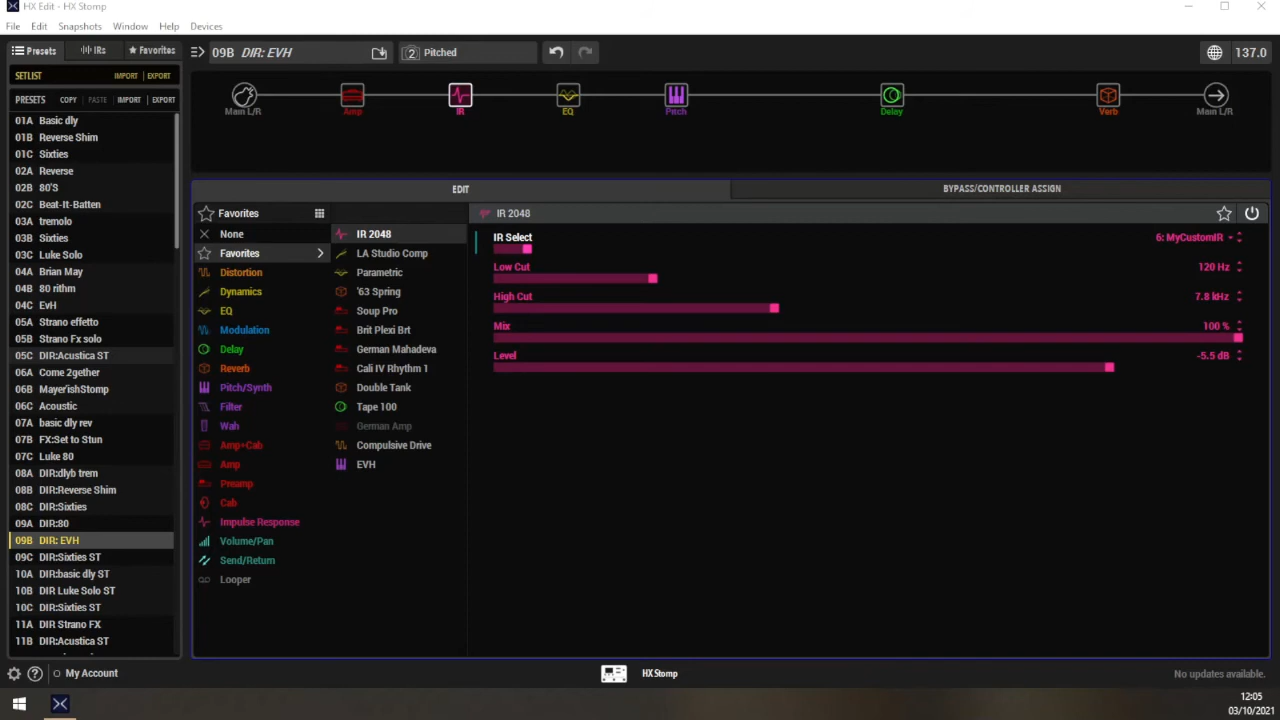 HX Edit - HX Stomp
File Edit Snapshots Window Help Devices
Presets IRs Favorites
09B DIR: EVH
2 Pitched
137.0
SETLIST IMPORT | EXPORT
PRESETS COPY PASTE IMPORT EXPORT
01A Basic dly
01B Reverse Shim
01C Sixties
02A Reverse
02B 80'S
02C Beat-It-Batten
03A tremolo
03B Sixties
03C Luke Solo
04A Brian May
04B 80 rithm
04C EvH
05A Strano effetto
05B Strano Fx solo
05C DIR:Acustica ST
06A Come 2gether
06B Mayer'ishStomp
06C Acoustic
07A basic dly rev
07B FX:Set to Stun
07C Luke 80
08A DIR:dlyb trem
08B DIR:Reverse Shim
08C DIR:Sixties
09A DIR:80
09B DIR: EVH
09C DIR:Sixties ST
10A DIR:basic dly ST
10B DIR Luke Solo ST
10C DIR:Sixties ST
11A DIR Strano FX
11B DIR:Acustica ST
Main L/R Amp IR EQ Pitch Delay Verb Main L/R
EDIT
BYPASS/CONTROLLER ASSIGN
Favorites
None
Favorites
Distortion
Dynamics
EQ
Modulation
Delay
Reverb
Pitch/Synth
Filter
Wah
Amp+Cab
Amp
Preamp
Cab
Impulse Response
Volume/Pan
Send/Return
Looper
IR 2048
LA Studio Comp
Parametric
'63 Spring
Soup Pro
Brit Plexi Brt
German Mahadeva
Cali IV Rhythm 1
Double Tank
Tape 100
German Amp
Compulsive Drive
EVH
IR 2048
IR Select 6: MyCustomIR
Low Cut 120 Hz
High Cut 7.8 kHz
Mix 100 %
Level -5.5 dB
My Account
HX Stomp
No updates available.
12:05
03/10/2021